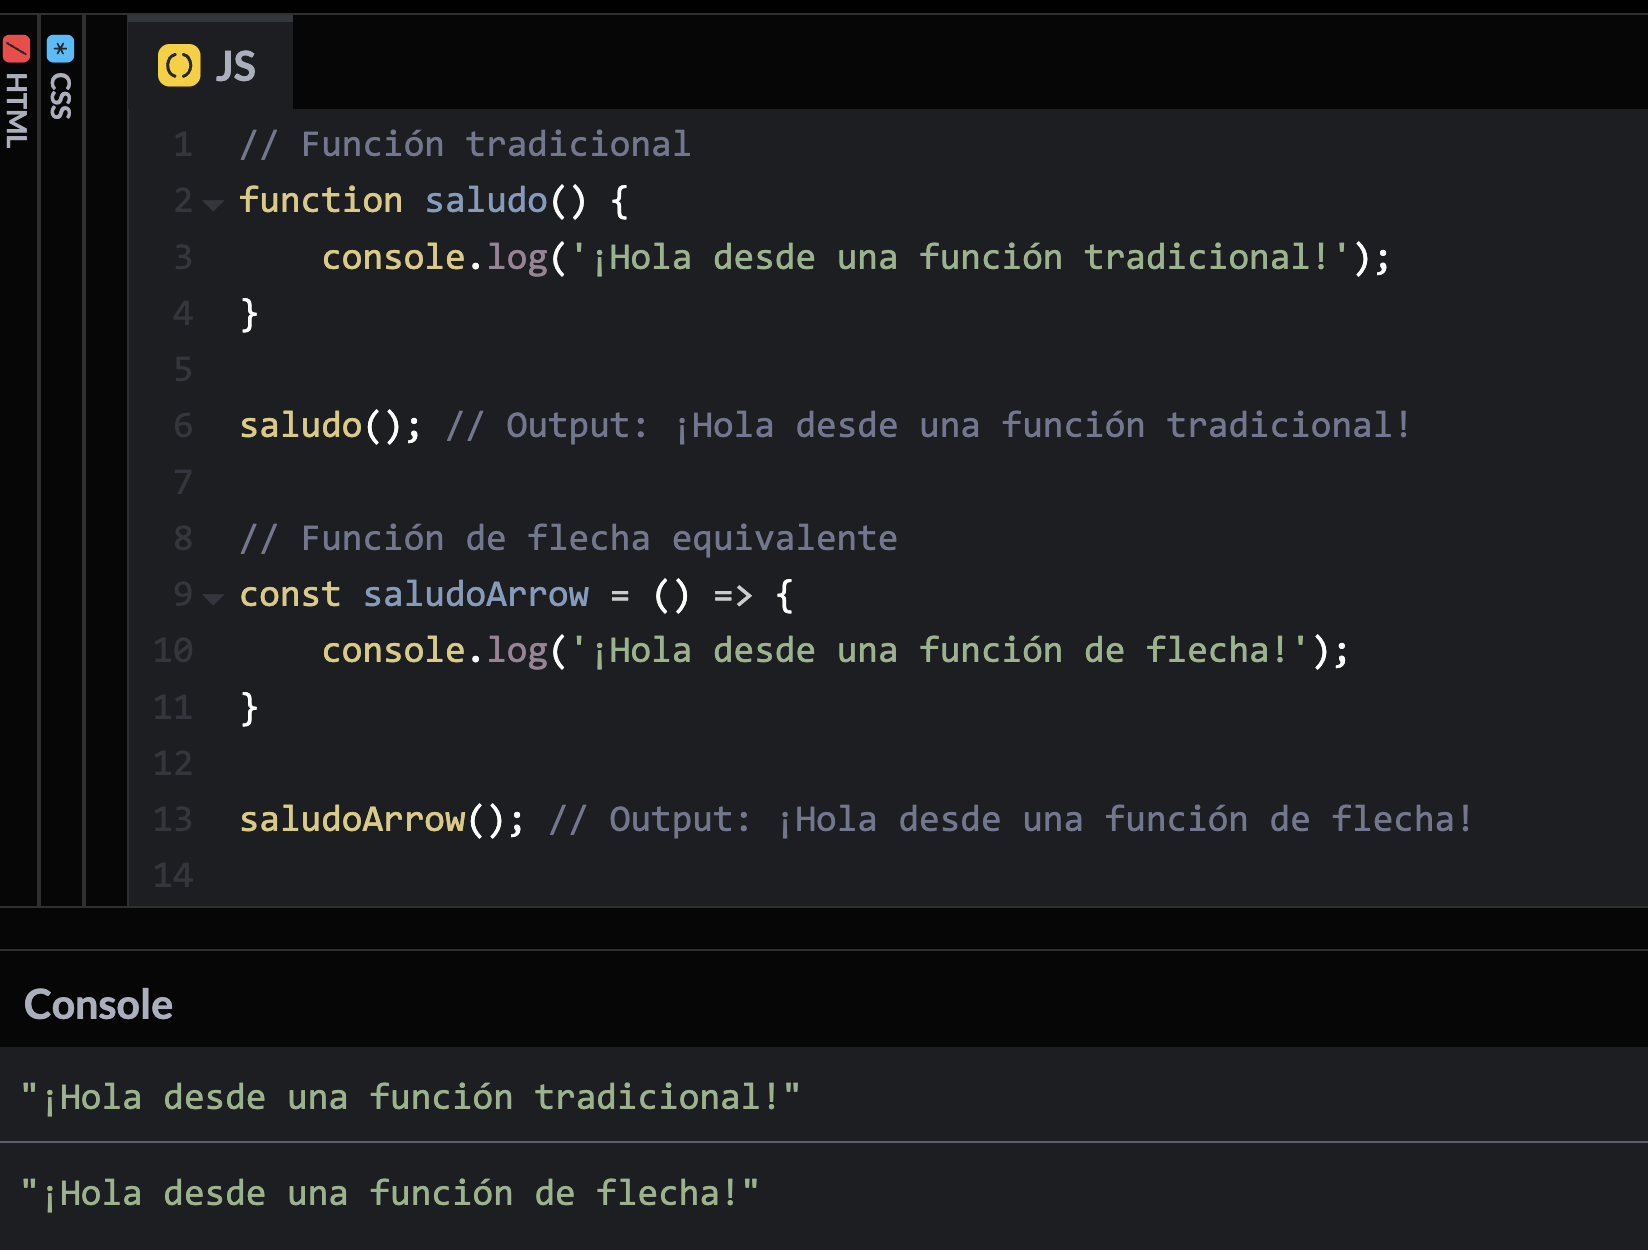 HTML
CSS
JS
1 // Función tradicional
2 function saludo() {
3 console.log('¡Hola desde una función tradicional!');
4 }
5
6 saludo(); // Output: ¡Hola desde una función tradicional!
7
8 // Función de flecha equivalente
9 const saludoArrow = () => {
10 console.log('¡Hola desde una función de flecha!');
11 }
12
13 saludoArrow(); // Output: ¡Hola desde una función de flecha!
14
Console
"¡Hola desde una función tradicional!"
"¡Hola desde una función de flecha!"